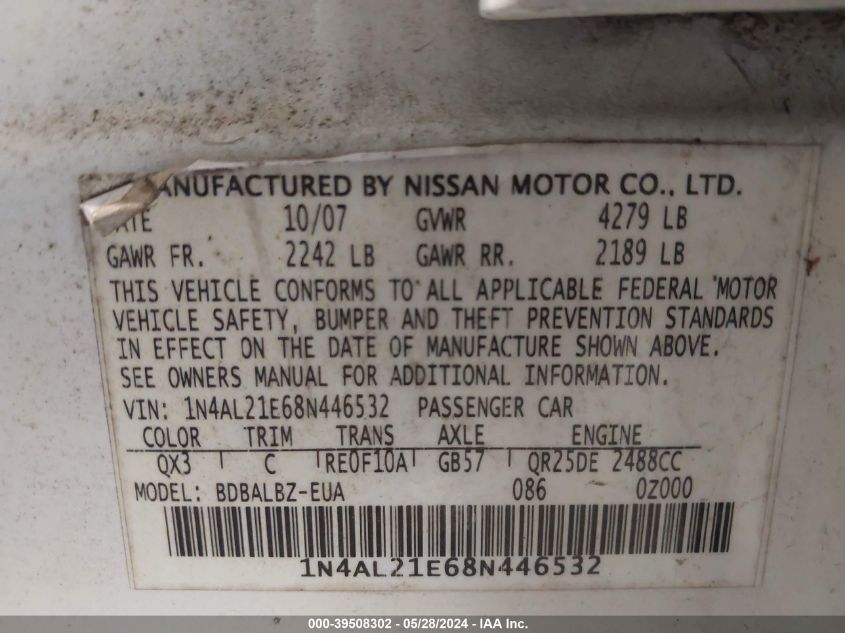 ANUFACTURED BY NISSAN MOTOR CO., LTD.
ATE 10/07 GVWR 4279 LB
GAWR FR. 2242 LB GAWR RR. 2189 LB
THIS VEHICLE CONFORMS TO ALL APPLICABLE FEDERAL MOTOR
VEHICLE SAFETY, BUMPER AND THEFT PREVENTION STANDARDS
IN EFFECT ON THE DATE OF MANUFACTURE SHOWN ABOVE.
SEE OWNERS MANUAL FOR ADDITIONAL INFORMATION.
VIN: 1N4AL21E68N446532 PASSENGER CAR
COLOR TRIM TRANS AXLE ENGINE
QX3 C RE0F10A GB57 QR25DE 2488CC
MODEL: BDBALBZ-EUA 086 0Z000
1N4AL21E68N446532
000-39508302 - 05/28/2024 - IAA Inc.